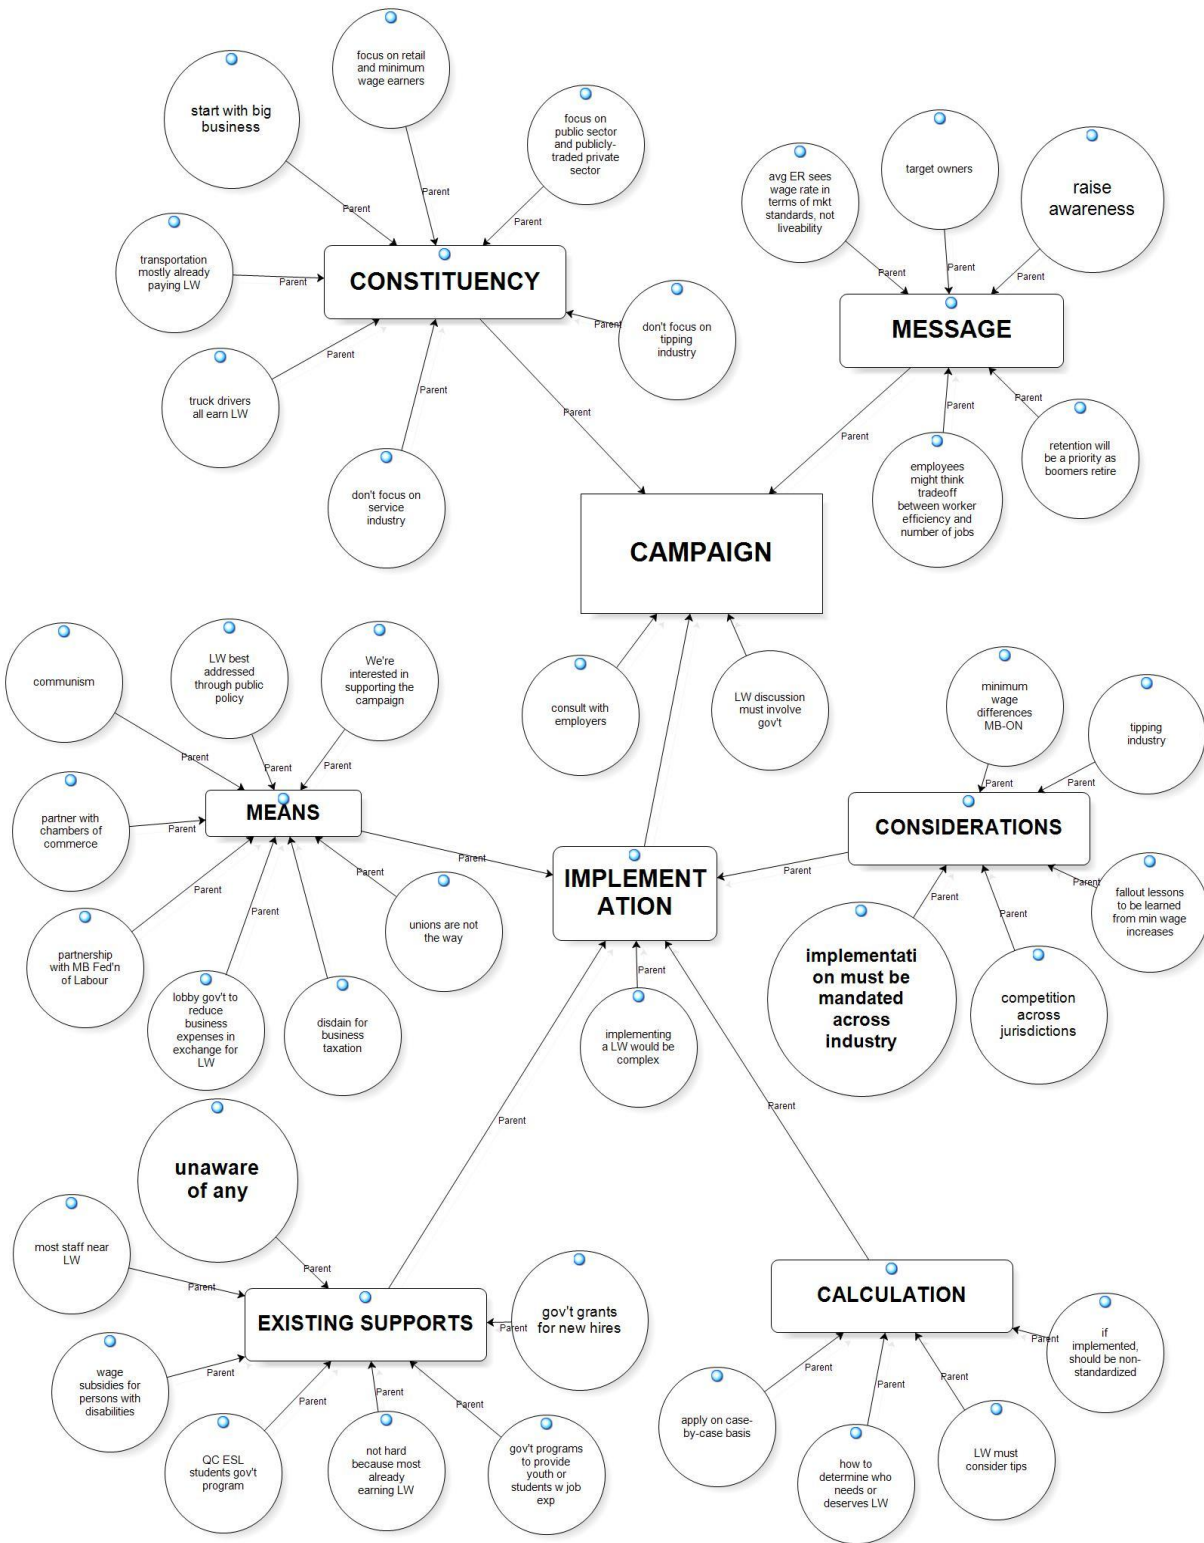 focus on retail
and minimum
wage earners
start with big
business
focus on
public sector
and publicly-
traded private
sector
Parent
Parent
Parent
transportation
mostly already
paying LW
Parent
CONSTITUENCY
Parent
don't focus on
tipping
industry
truck drivers
all earn LW
Parent
Parent
don't focus on
service
industry
Parent
avg ER sees
wage rate in
terms of mkt
standards, not
liveability
target owners
raise
awareness
Parent
Parent
Parent
MESSAGE
Parent
Parent
Parent
employees
might think
tradeoff
between worker
efficiency and
number of jobs
retention will
be a priority as
boomers retire
CAMPAIGN
consult with
employers
LW discussion
must involve
gov't
communism
LW best
addressed
through public
policy
We're
interested in
supporting the
campaign
Parent
Parent
Parent
MEANS
partner with
chambers of
commerce
Parent
Parent
Parent
Parent
Parent
partnership
with MB Fed'n
of Labour
lobby gov't to
reduce
business
expenses in
exchange for
LW
disdain for
business
taxation
unions are not
the way
minimum
wage
differences
MB-ON
tipping
industry
Parent
Parent
CONSIDERATIONS
Parent
IMPLEMENT
ATION
Parent
Parent
Parent
fallout lessons
to be learned
from min wage
increases
implementati
on must be
mandated
across
industry
competition
across
jurisdictions
Parent
implementing
a LW would be
complex
Parent
Parent
unaware
of any
most staff near
LW
Parent
Parent
EXISTING SUPPORTS
Parent
gov't grants
for new hires
wage
subsidies for
persons with
disabilities
Parent
Parent
Parent
Parent
QC ESL
students gov't
program
not hard
because most
already
earning LW
gov't programs
to provide
youth or
students w job
exp
CALCULATION
Parent
if
implemented,
should be non-
standardized
Parent
Parent
Parent
apply on case-
by-case basis
how to
determine who
needs or
deserves LW
LW must
consider tips